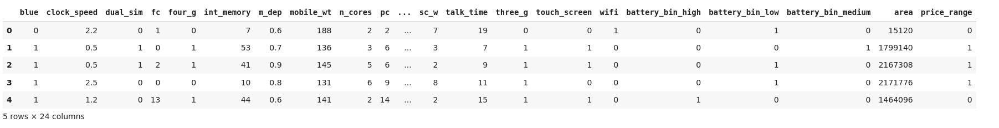 blue clock_speed dual_sim fc four_g int_memory m_dep mobile_wt n_cores pc ... sc_w talk_time three_g touch_screen wifi battery_bin_high battery_bin_low battery_bin_medium area price_range
0 0 2.2 0 1 0 7 0.6 188 2 2 ... 7 19 0 0 1 0 1 0 15120 0
1 1 0.5 1 0 1 53 0.7 136 3 6 ... 3 7 1 1 0 0 0 1 1799140 1
2 1 0.5 1 2 1 41 0.9 145 5 6 ... 2 9 1 1 0 0 1 0 2167308 1
3 1 2.5 0 0 0 10 0.8 131 6 9 ... 8 11 1 0 0 0 1 0 2171776 1
4 1 1.2 0 13 1 44 0.6 141 2 14 ... 2 15 1 1 0 1 0 0 1464096 0
5 rows × 24 columns